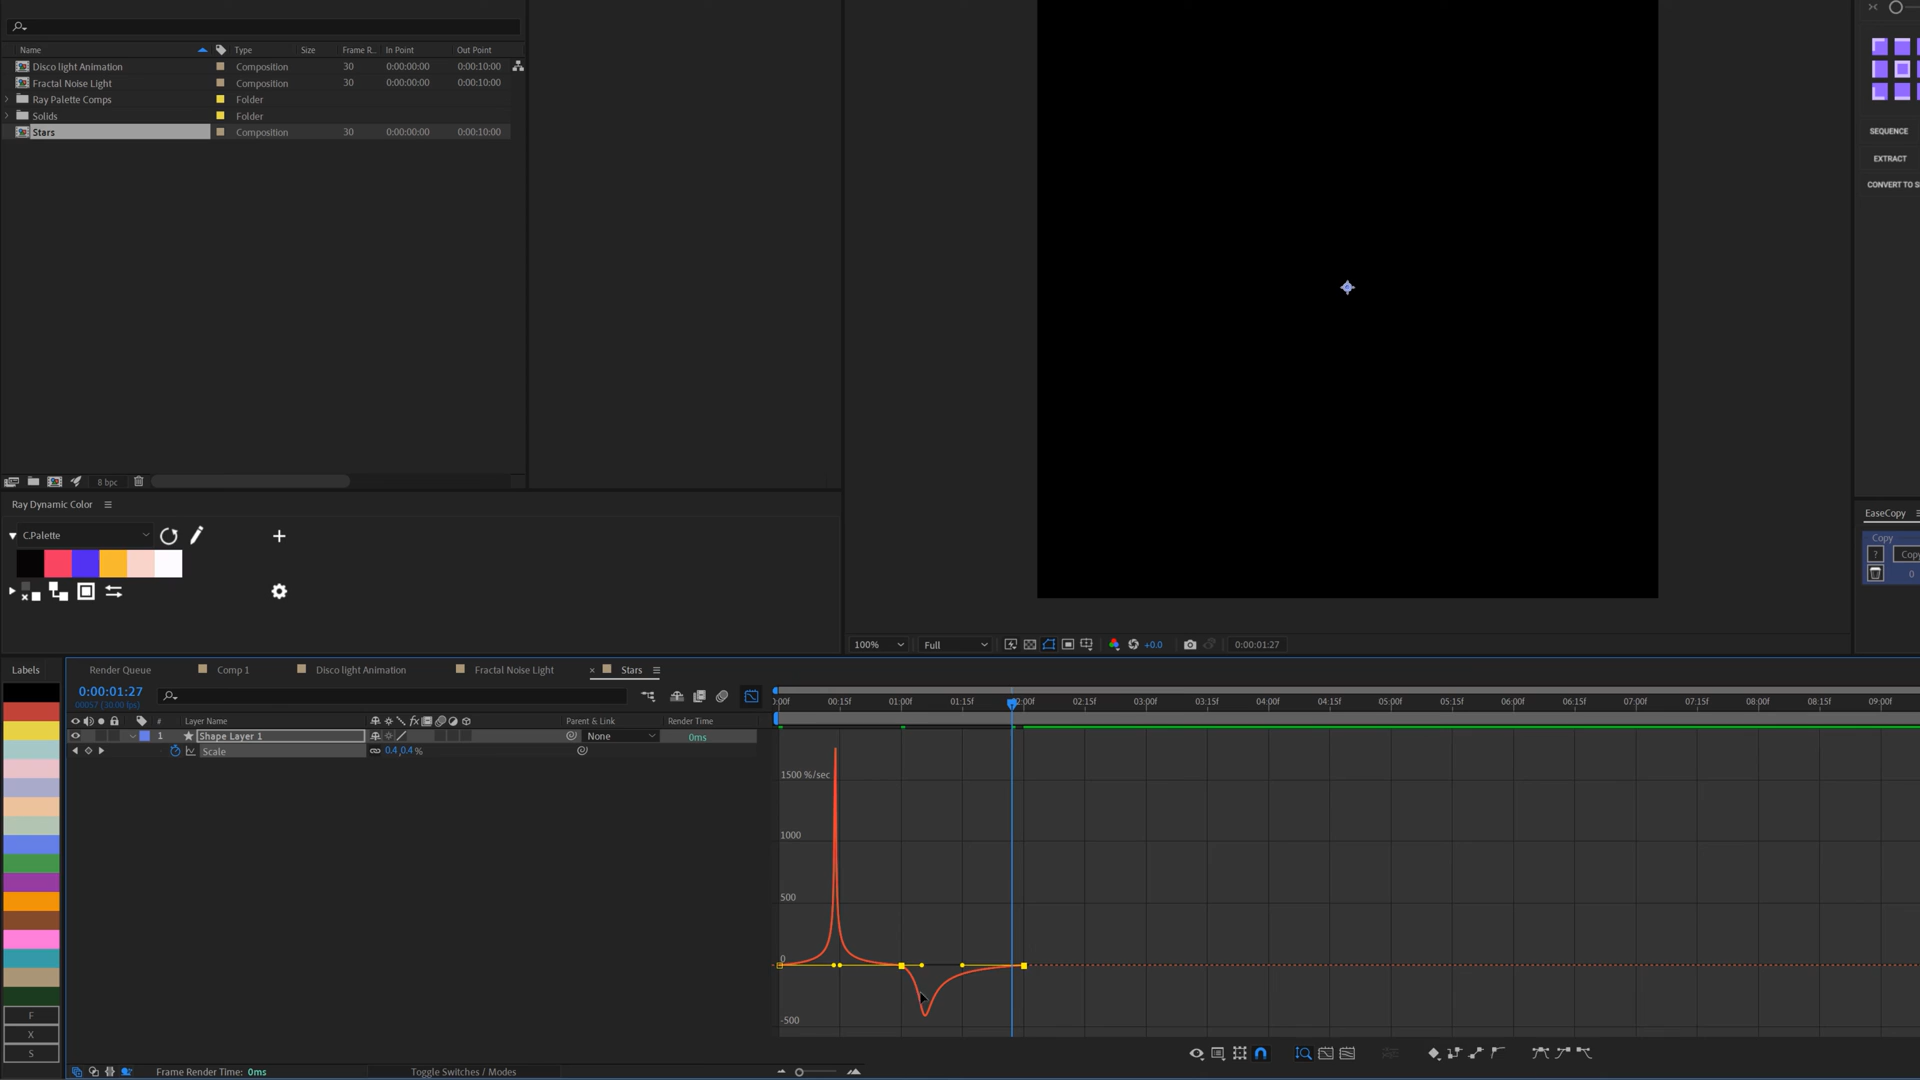 Name Type Size Frame R... In Point Out Point
Disco light Animation Composition 30 0:00:00:00 0:00:10:00
Fractal Noise Light Composition 30 0:00:00:00 0:00:10:00
Ray Palette Comps Folder
Solids Folder
Stars Composition 30 0:00:00:00 0:00:10:00
SEQUENCE
EXTRACT
CONVERT TO S
8 bpc
Ray Dynamic Color
C.Palette
EaseCopy
Copy
? Copy
0
100% Full +0.0 0:00:01:27
Labels
F
X
S
Render Queue Comp 1 Disco light Animation Fractal Noise Light × Stars
0:00:01:27
00057 (30.00 fps)
:00f 00:15f 01:00f 01:15f 02:00f 02:15f 03:00f 03:15f 04:00f 04:15f 05:00f 05:15f 06:00f 06:15f 07:00f 07:15f 08:00f 08:15f 09:00f
# Layer Name fx Parent & Link Render Time
1 Shape Layer 1 None 0ms
Scale 0.4,0.4 %
1500 %/sec
1000
500
0
-500
Frame Render Time: 0ms Toggle Switches / Modes